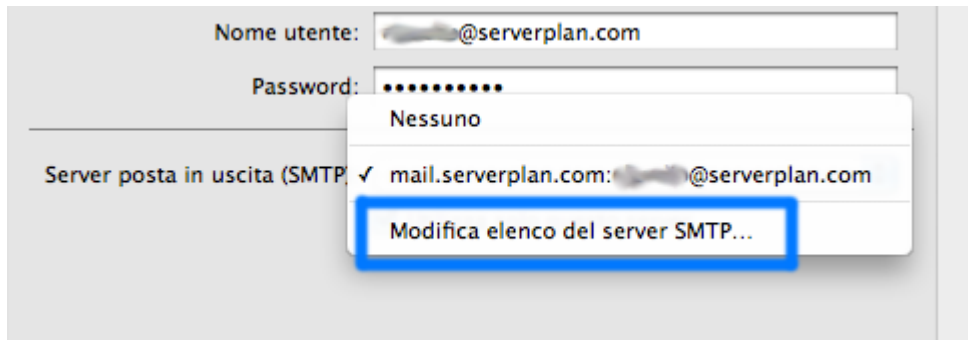 Nome utente: @serverplan.com
Password: ••••••••••
Nessuno
Server posta in uscita (SMTP) ✓ mail.serverplan.com: @serverplan.com
Modifica elenco del server SMTP...